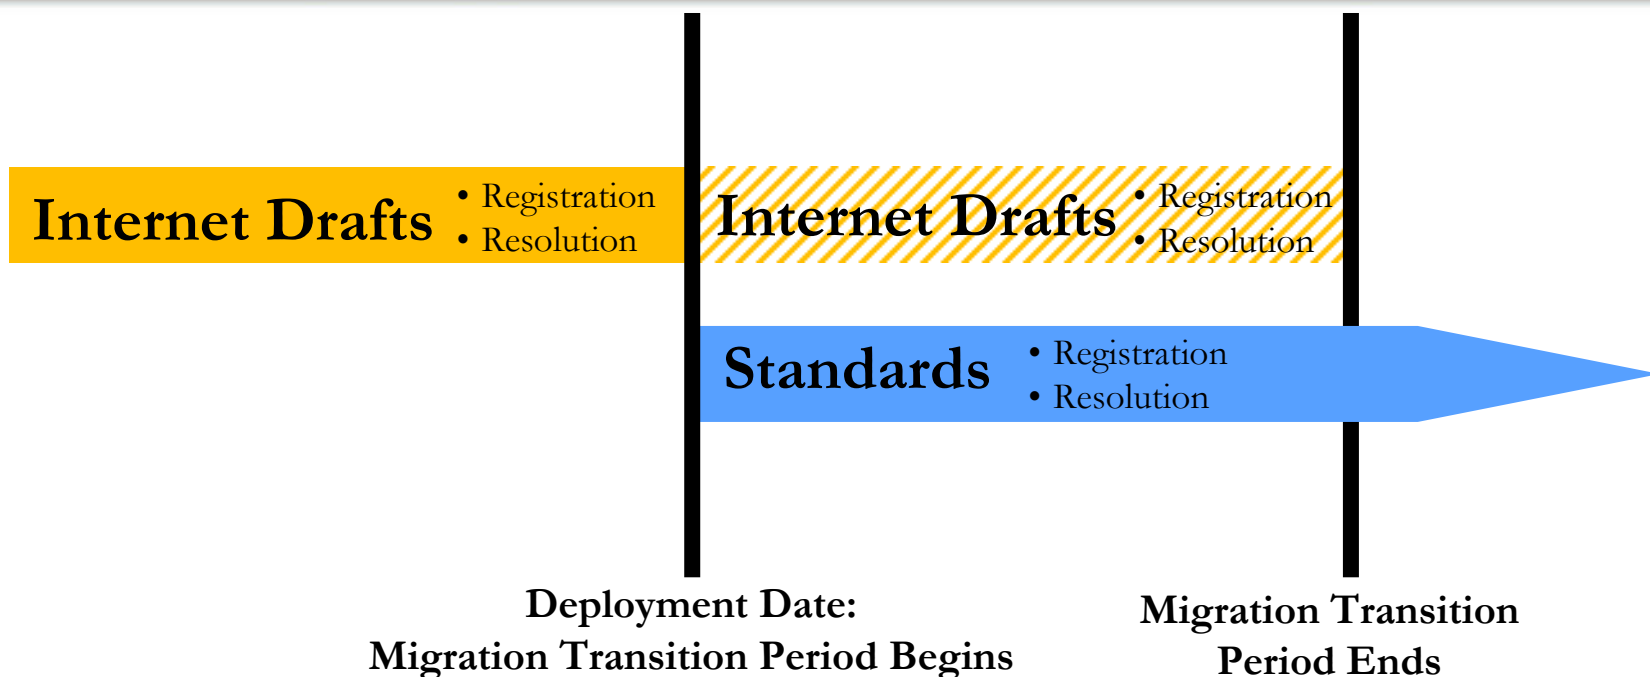 Internet Drafts
• Registration
• Resolution
Internet Drafts
• Registration
• Resolution
Standards
• Registration
• Resolution
Deployment Date:
Migration Transition Period Begins
Migration Transition
Period Ends